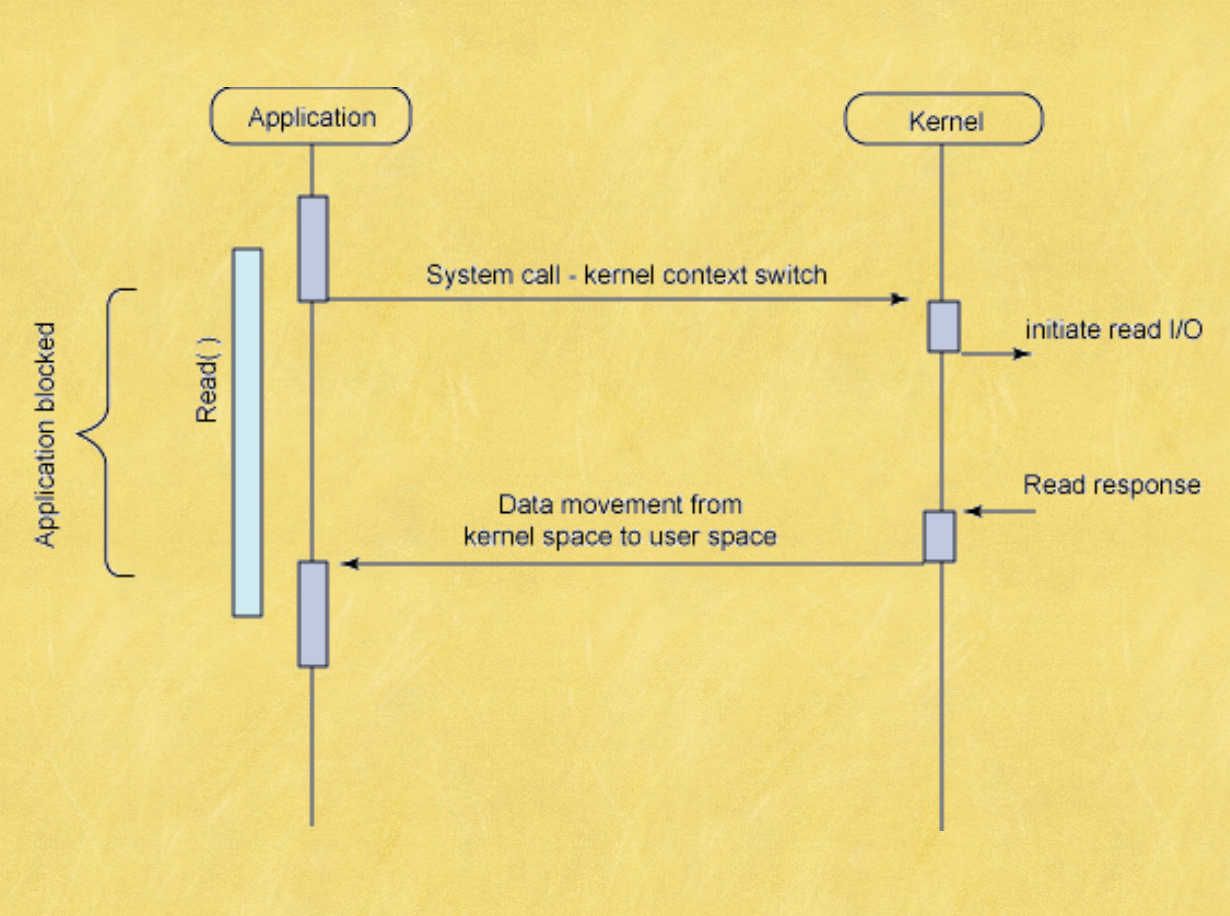 Application
Kernel
System call - kernel context switch
initiate read I/O
Read( )
Application blocked
Read response
Data movement from
kernel space to user space